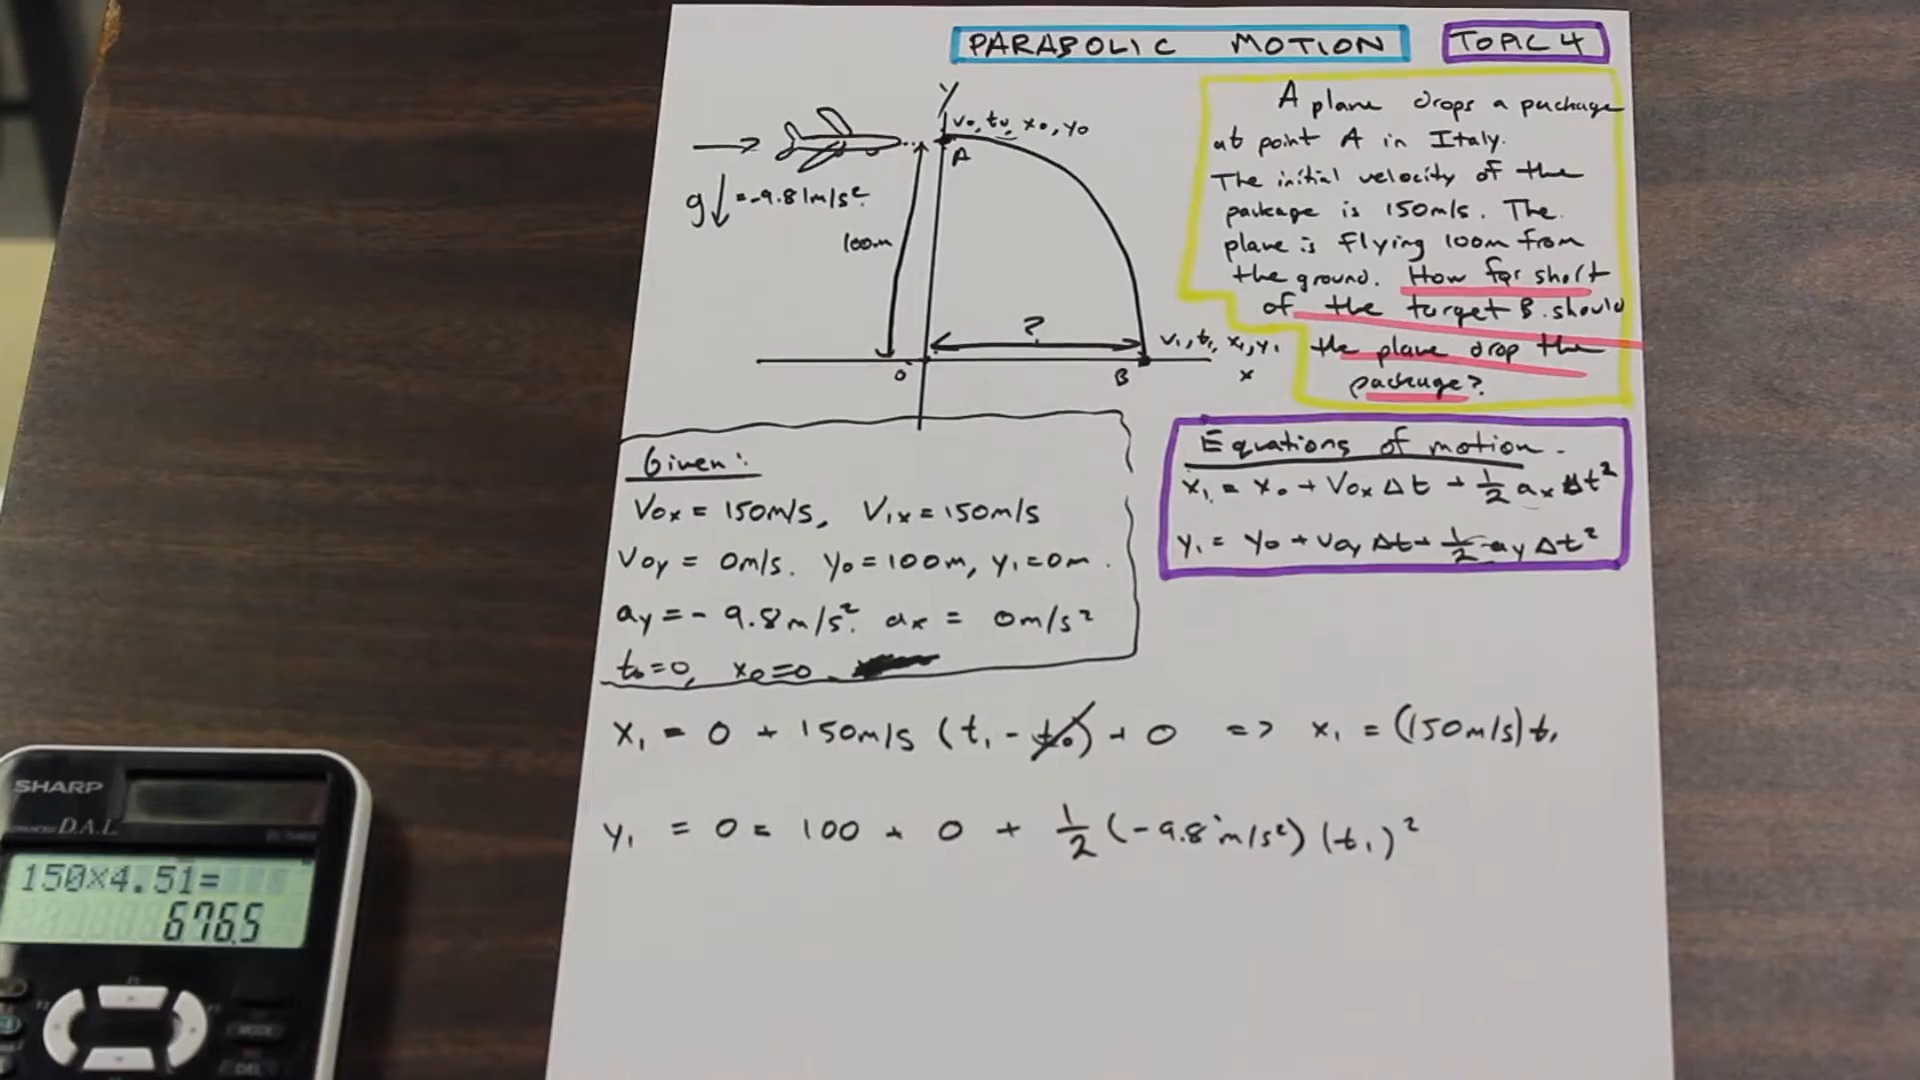 PARABOLIC MOTION
TOPIC 4
Y
v₀, t₀, x₀, y₀
A
g↓ = -9.81m/s²
100m
?
v₁, t₁, x₁, y₁
0
B
x
A plane drops a puchage
at point A in Italy.
The initial velocity of the
package is 150m/s. The
plane is flying 100m from
the ground. How far short
of the target B. should
the plane drop the
package?
Given:
V₀ₓ = 150m/s, V₁ₓ = 150m/s
V₀y = 0m/s. y₀ = 100m, y₁ = 0m.
ay = - 9.8m/s². ax = 0m/s²
t₀=0, x₀=0.
Equations of motion.
x₁ = x₀ + V₀ₓ Δt + 1/2 aₓ Δt²
y₁ = y₀ + v₀y Δt + 1/2 ay Δt²
x₁ = 0 + 150m/s (t₁ - t₀) + 0 => x₁ = (150m/s)t₁
y₁ = 0 = 100 + 0 + 1/2 (-9.8m/s²) (t₁)²
SHARP
D.A.L.
150×4.51=
676.5
MODE
DEL